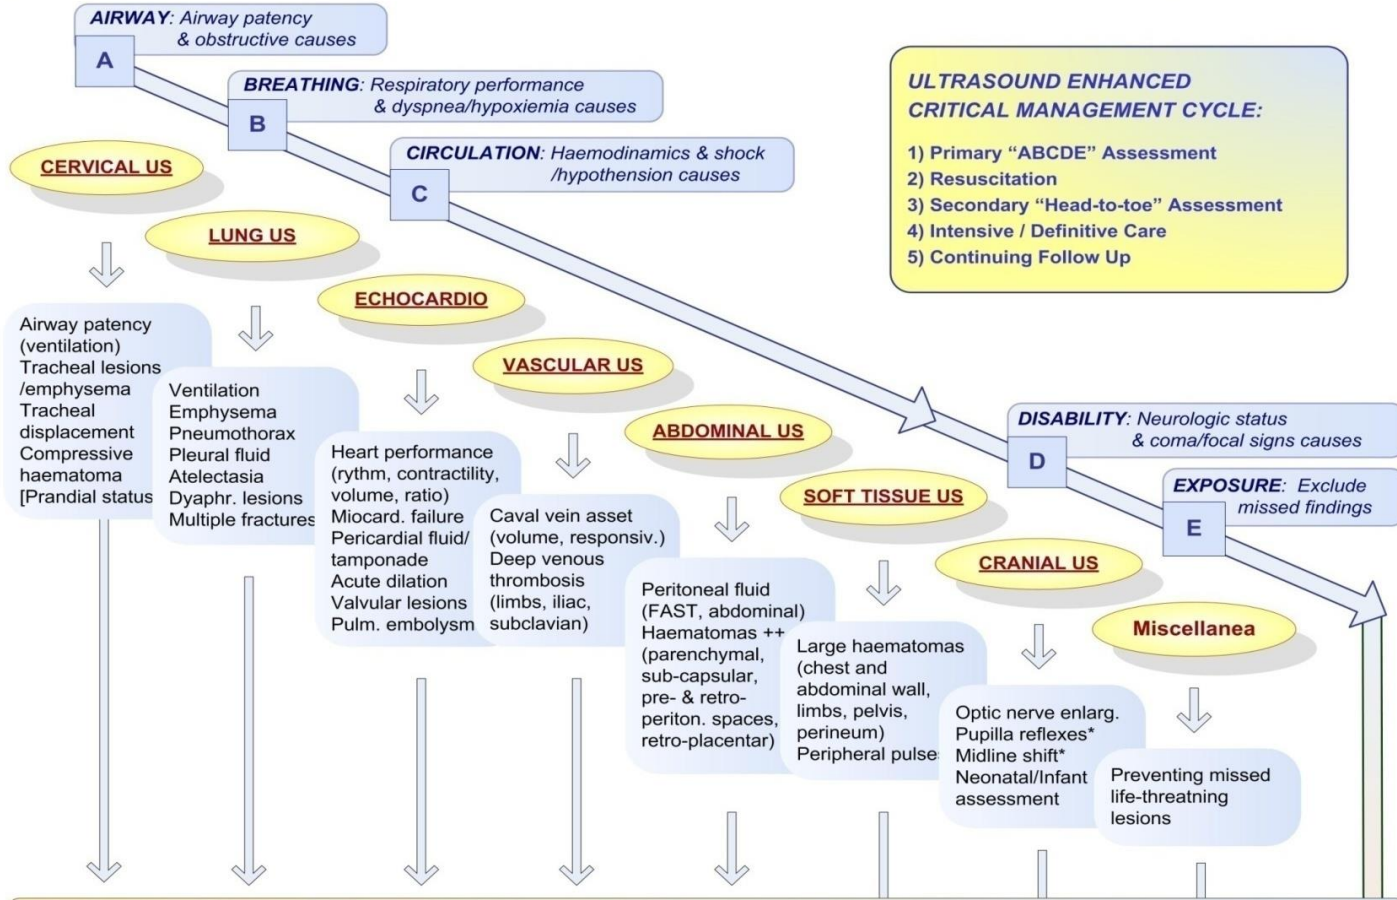 AIRWAY: Airway patency
& obstructive causes
A
BREATHING: Respiratory performance
& dyspnea/hypoxiemia causes
B
CIRCULATION: Haemodinamics & shock
/hypothension causes
C
ULTRASOUND ENHANCED
CRITICAL MANAGEMENT CYCLE:
1) Primary “ABCDE” Assessment
2) Resuscitation
3) Secondary “Head-to-toe” Assessment
4) Intensive / Definitive Care
5) Continuing Follow Up
DISABILITY: Neurologic status
& coma/focal signs causes
D
EXPOSURE: Exclude
missed findings
E
CERVICAL US
Airway patency
(ventilation)
Tracheal lesions
/emphysema
Tracheal
displacement
Compressive
haematoma
[Prandial status
LUNG US
Ventilation
Emphysema
Pneumothorax
Pleural fluid
Atelectasia
Dyaphr. lesions
Multiple fractures
ECHOCARDIO
Heart performance
(rythm, contractility,
volume, ratio)
Miocard. failure
Pericardial fluid/
tamponade
Acute dilation
Valvular lesions
Pulm. embolysm
VASCULAR US
Caval vein asset
(volume, responsiv.)
Deep venous
thrombosis
(limbs, iliac,
subclavian)
ABDOMINAL US
Peritoneal fluid
(FAST, abdominal)
Haematomas ++
(parenchymal,
sub-capsular,
pre- & retro-
periton. spaces,
retro-placentar)
SOFT TISSUE US
Large haematomas
(chest and
abdominal wall,
limbs, pelvis,
perineum)
Peripheral pulses
CRANIAL US
Optic nerve enlarg.
Pupilla reflexes*
Midline shift*
Neonatal/Infant
assessment
Miscellanea
Preventing missed
life-threatning
lesions